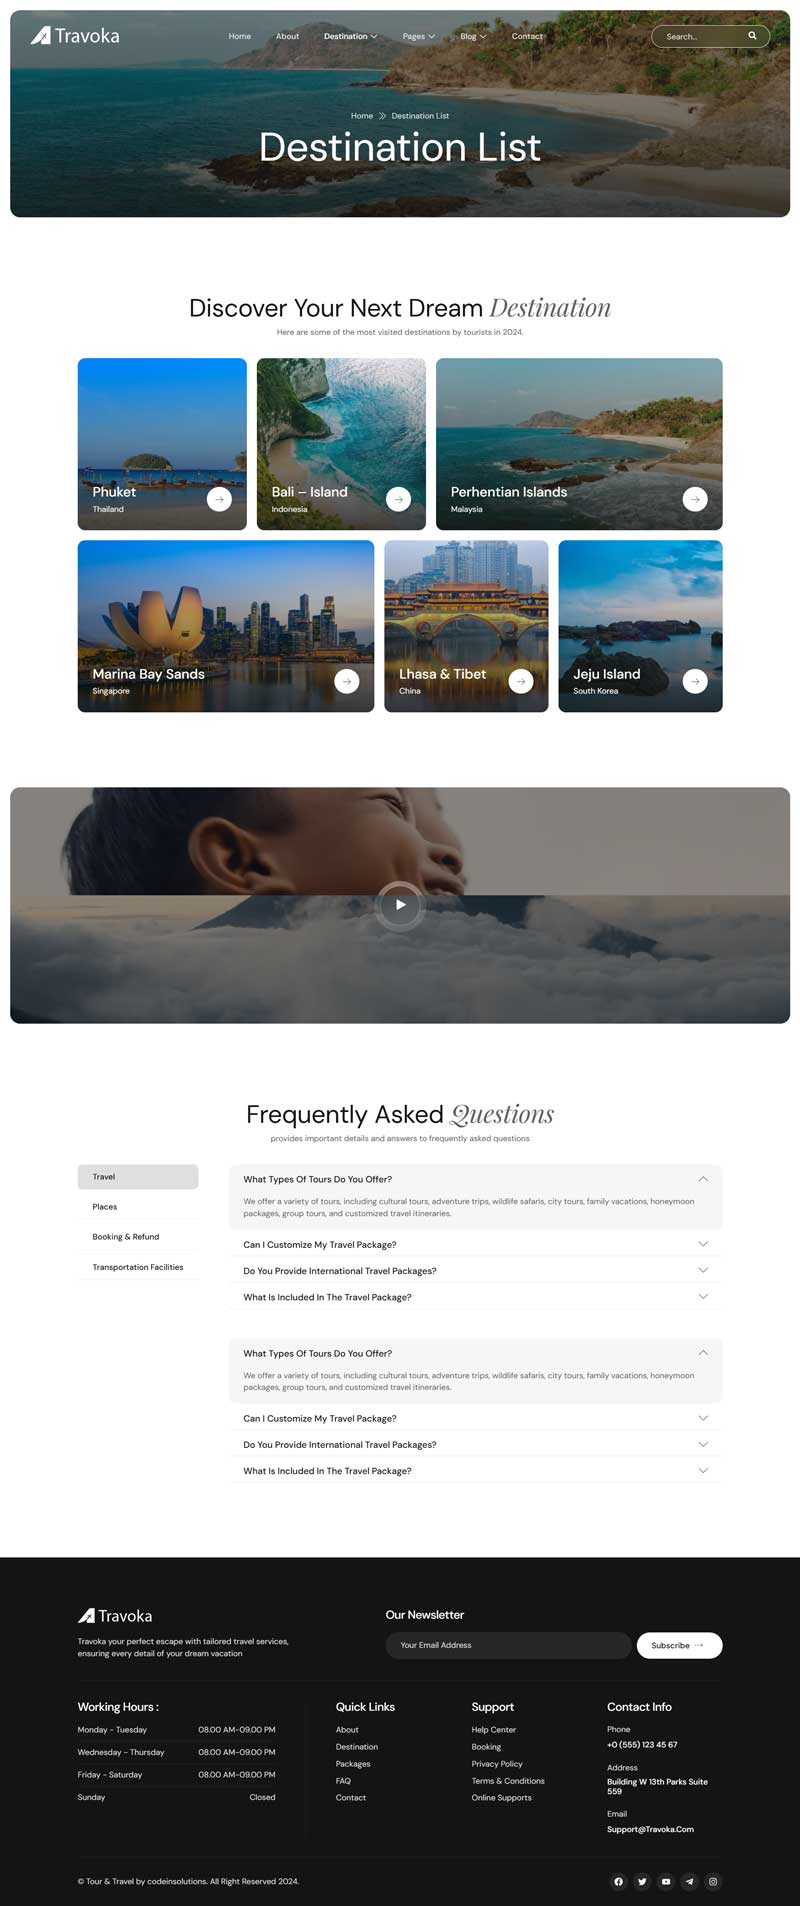 Travoka
Home About Destination Pages Blog Contact
Search...
Home Destination List
Destination List
Discover Your Next Dream Destination
Here are some of the most visited destinations by tourists in 2024.
Phuket
Thailand
Bali – Island
Indonesia
Perhentian Islands
Malaysia
Marina Bay Sands
Singapore
Lhasa & Tibet
China
Jeju Island
South Korea
Frequently Asked Questions
provides important details and answers to frequently asked questions
Travel
Places
Booking & Refund
Transportation Facilities
What Types Of Tours Do You Offer?
We offer a variety of tours, including cultural tours, adventure trips, wildlife safaris, city tours, family vacations, honeymoon
packages, group tours, and customized travel itineraries.
Can I Customize My Travel Package?
Do You Provide International Travel Packages?
What Is Included In The Travel Package?
What Types Of Tours Do You Offer?
We offer a variety of tours, including cultural tours, adventure trips, wildlife safaris, city tours, family vacations, honeymoon
packages, group tours, and customized travel itineraries.
Can I Customize My Travel Package?
Do You Provide International Travel Packages?
What Is Included In The Travel Package?
Travoka
Travoka your perfect escape with tailored travel services,
ensuring every detail of your dream vacation
Our Newsletter
Your Email Address
Subscribe
Working Hours :
Monday - Tuesday 08.00 AM-09.00 PM
Wednesday - Thursday 08.00 AM-09.00 PM
Friday - Saturday 08.00 AM-09.00 PM
Sunday Closed
Quick Links
About
Destination
Packages
FAQ
Contact
Support
Help Center
Booking
Privacy Policy
Terms & Conditions
Online Supports
Contact Info
Phone
+0 (555) 123 45 67
Address
Building W 13th Parks Suite
559
Email
Support@Travoka.Com
© Tour & Travel by codeinsolutions. All Right Reserved 2024.